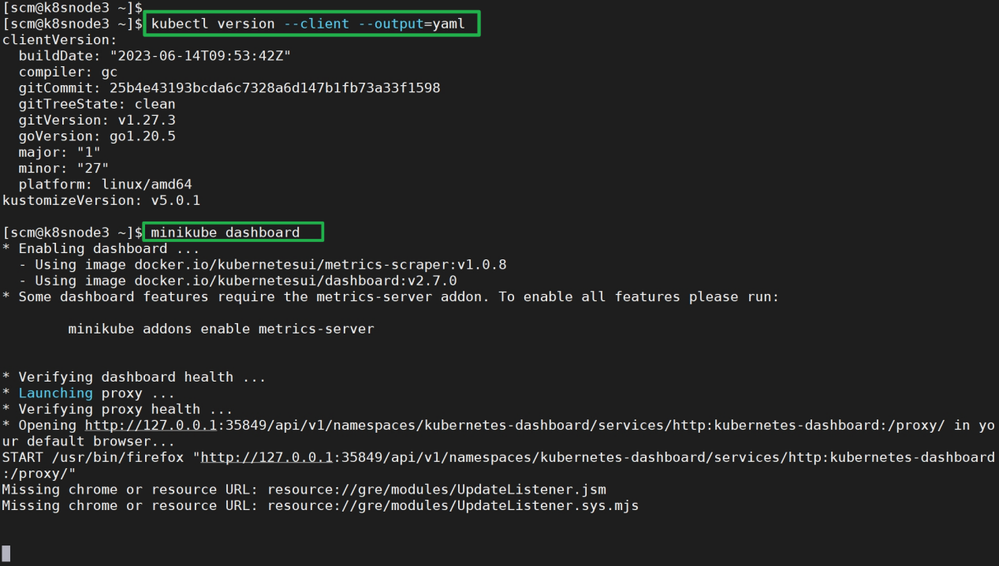 [scm@k8snode3 ~]$
[scm@k8snode3 ~]$ kubectl version --client --output=yaml
clientVersion:
  buildDate: "2023-06-14T09:53:42Z"
  compiler: gc
  gitCommit: 25b4e43193bcda6c7328a6d147b1fb73a33f1598
  gitTreeState: clean
  gitVersion: v1.27.3
  goVersion: go1.20.5
  major: "1"
  minor: "27"
  platform: linux/amd64
kustomizeVersion: v5.0.1

[scm@k8snode3 ~]$ minikube dashboard
* Enabling dashboard ...
  - Using image docker.io/kubernetesui/metrics-scraper:v1.0.8
  - Using image docker.io/kubernetesui/dashboard:v2.7.0
* Some dashboard features require the metrics-server addon. To enable all features please run:

        minikube addons enable metrics-server


* Verifying dashboard health ...
* Launching proxy ...
* Verifying proxy health ...
* Opening http://127.0.0.1:35849/api/v1/namespaces/kubernetes-dashboard/services/http:kubernetes-dashboard:/proxy/ in yo
ur default browser...
START /usr/bin/firefox "http://127.0.0.1:35849/api/v1/namespaces/kubernetes-dashboard/services/http:kubernetes-dashboard
:/proxy/"
Missing chrome or resource URL: resource://gre/modules/UpdateListener.jsm
Missing chrome or resource URL: resource://gre/modules/UpdateListener.sys.mjs